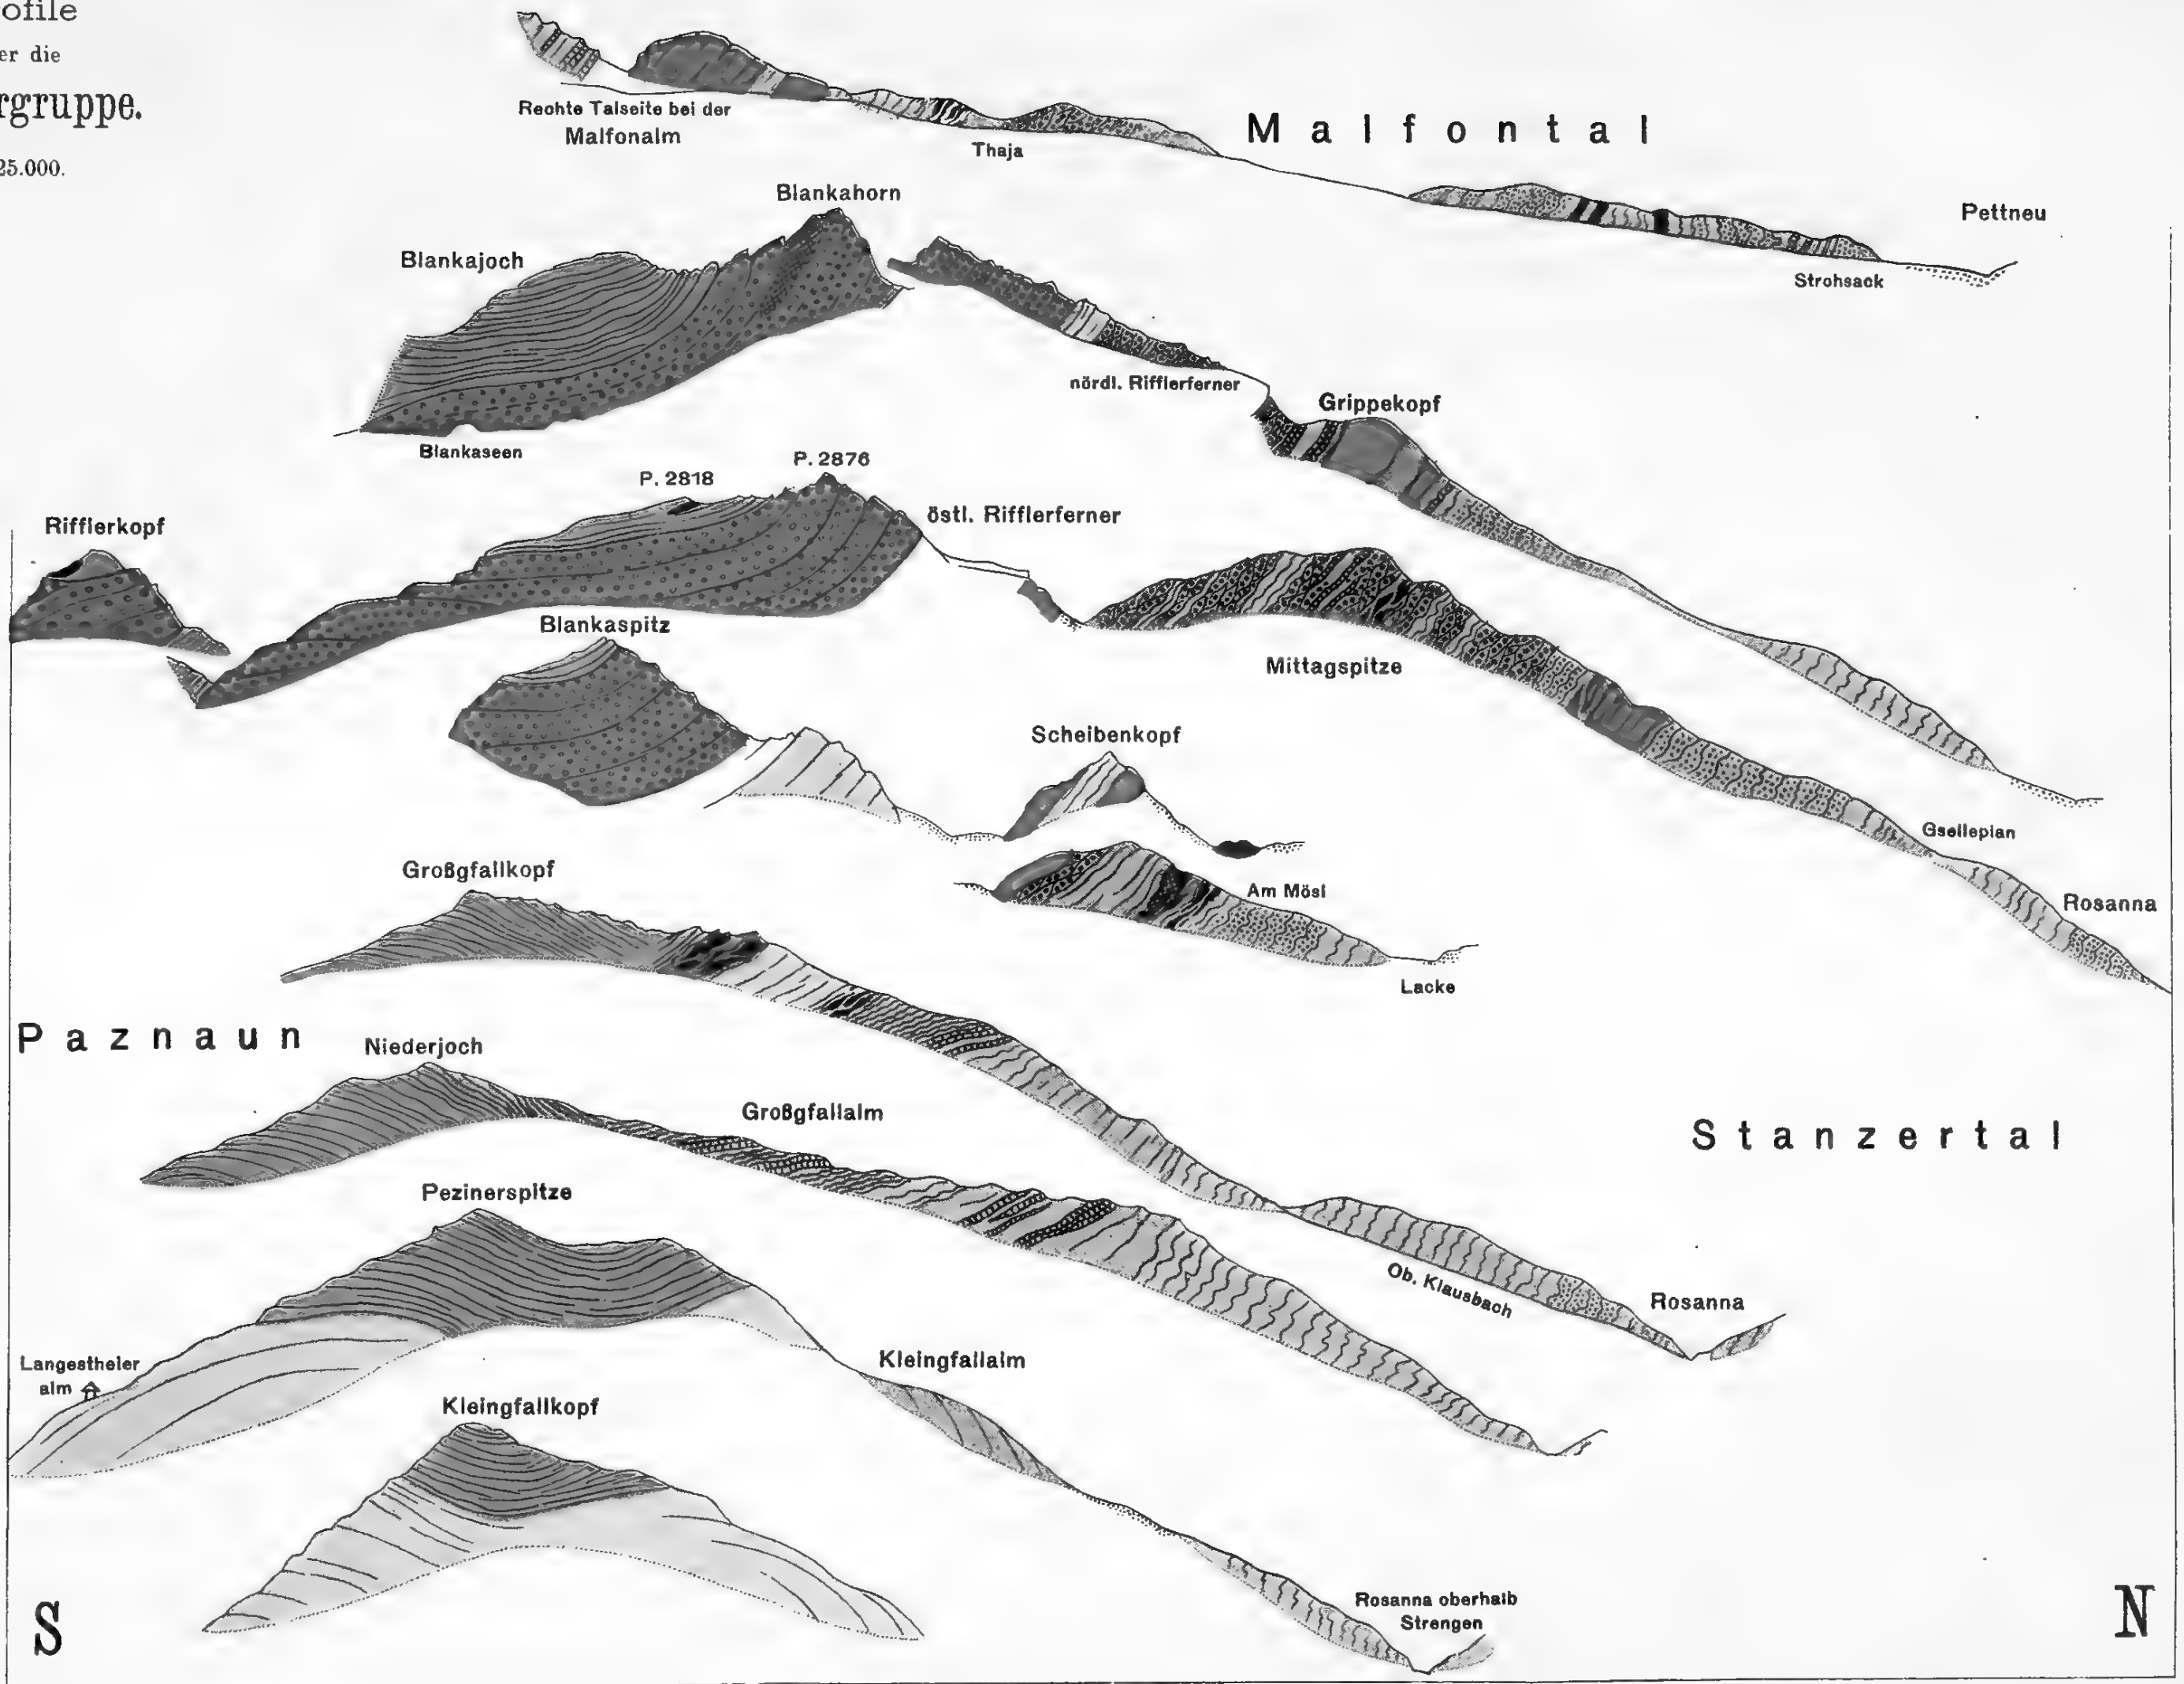 ofile
er die
rgruppe.
25.000.
Rechte Talseite bei der
Malfonalm
Thaja
Malfontal
Pettneu
Strohsack
Blankahorn
Blankajoch
nördl. Rifflerferner
Grippekopf
Blankaseen
P. 2876
P. 2818
östl. Rifflerferner
Rifflerkopf
Blankaspitz
Mittagspitze
Scheibenkopf
Gselleplan
Großgfallkopf
Am Mösl
Rosanna
Lacke
Paznaun
Niederjoch
Großgfallalm
Stanzertal
Pezinerspitze
Ob. Klausbach
Rosanna
Langestheier
alm
Kleingfallalm
Kleingfallkopf
Rosanna oberhalb
Strengen
S
N